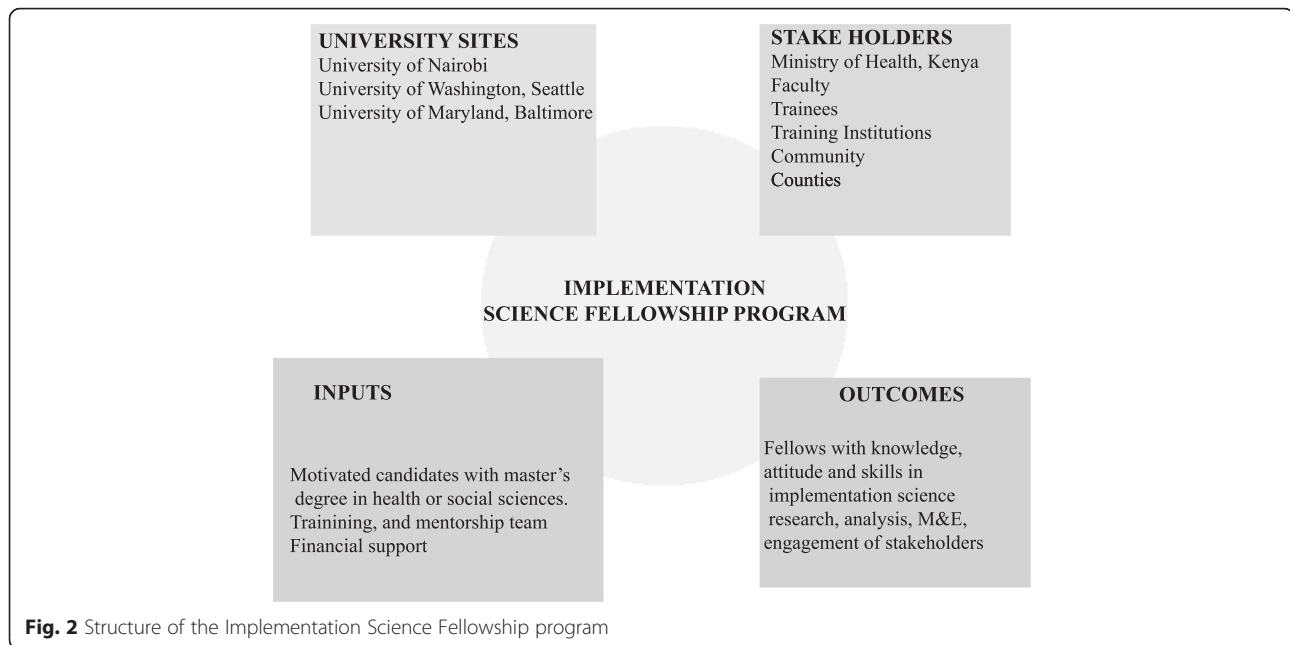 UNIVERSITY SITES
University of Nairobi
University of Washington, Seattle
University of Maryland, Baltimore
STAKE HOLDERS
Ministry of Health, Kenya
Faculty
Trainees
Training Institutions
Community
Counties
IMPLEMENTATION
SCIENCE FELLOWSHIP PROGRAM
INPUTS
Motivated candidates with master’s
degree in health or social sciences.
Trainining, and mentorship team
Financial support
OUTCOMES
Fellows with knowledge,
attitude and skills in
implementation science
research, analysis, M&E,
engagement of stakeholders
Fig. 2 Structure of the Implementation Science Fellowship program